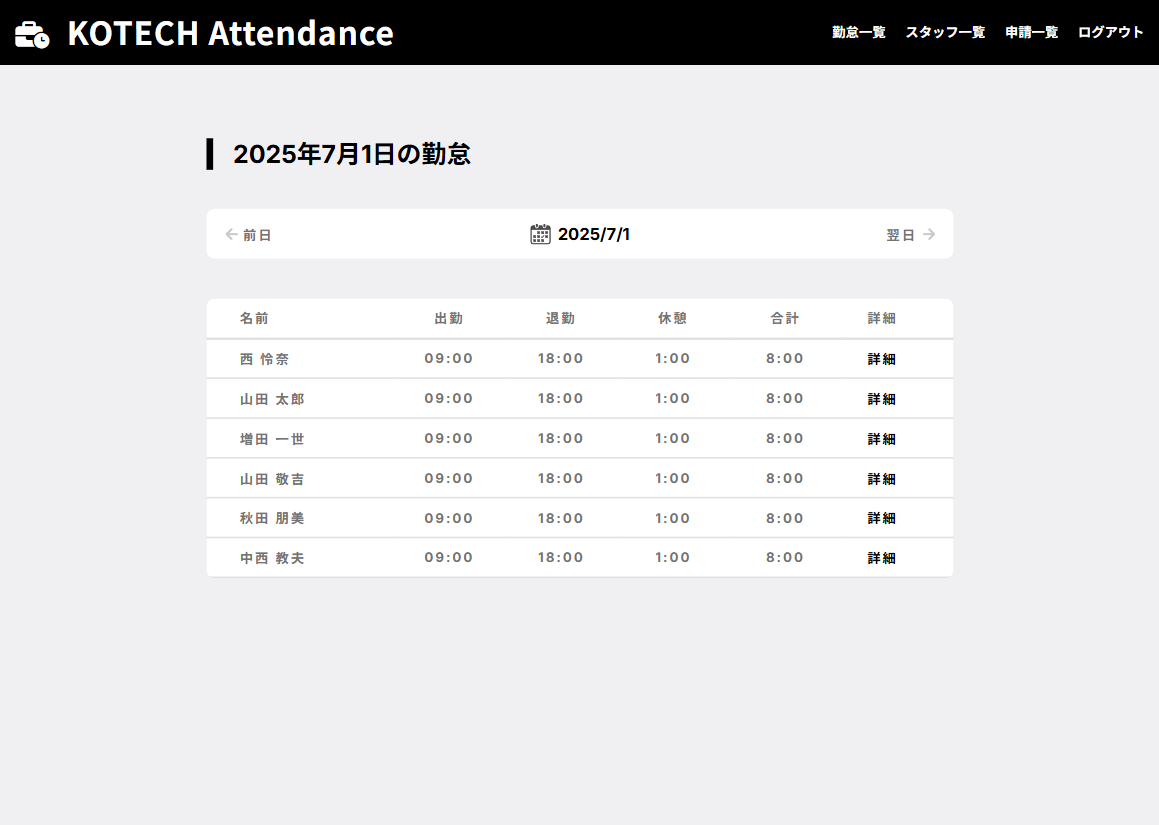 KOTECH Attendance 勤怠一覧 スタッフ一覧 申請一覧 ログアウト
2025年7月1日の勤怠
← 前日 2025/7/1 翌日 →
名前 出勤 退勤 休憩 合計 詳細
西 怜奈 09:00 18:00 1:00 8:00 詳細
山田 太郎 09:00 18:00 1:00 8:00 詳細
増田 一世 09:00 18:00 1:00 8:00 詳細
山田 敬吉 09:00 18:00 1:00 8:00 詳細
秋田 朋美 09:00 18:00 1:00 8:00 詳細
中西 教夫 09:00 18:00 1:00 8:00 詳細